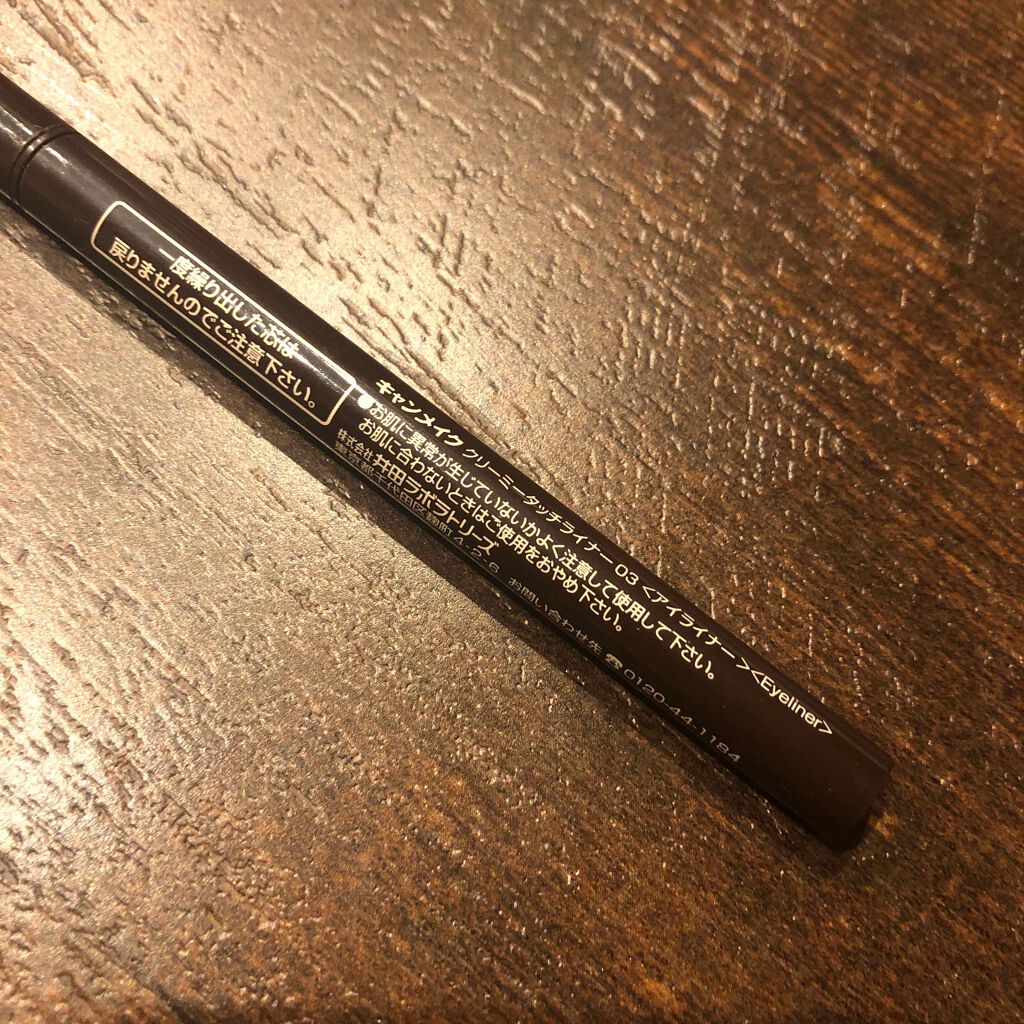 一度繰り出した芯は
戻りませんのでご注意下さい。
キャンメイク クリーミータッチライナー 03 <アイライナー><Eyeliner>
●お肌に異常が生じていないかよく注意して使用して下さい。
お肌に合わないときはご使用をおやめ下さい。
株式会社 井田ラボラトリーズ
東京都千代田区麹町4-2-6 お問い合わせ先 ☎0120-44-1184